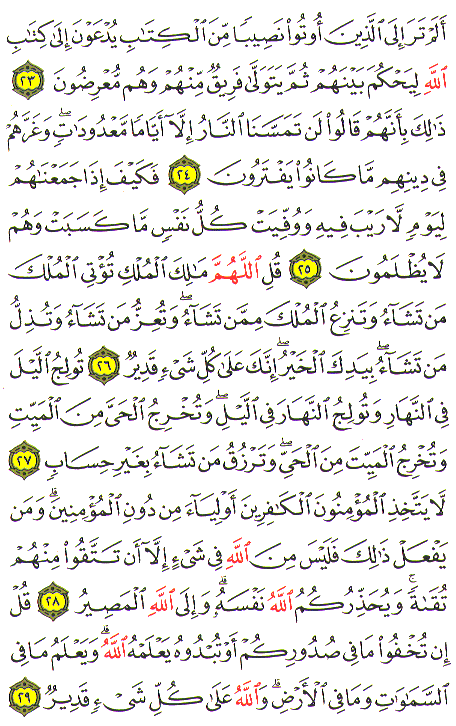 أَلَمْ تَرَ إِلَى ٱلَّذِينَ أُوتُوا۟ نَصِيبًا مِّنَ ٱلْكِتَٰبِ يُدْعَوْنَ إِلَىٰ كِتَٰبِ
ٱللَّهِ لِيَحْكُمَ بَيْنَهُمْ ثُمَّ يَتَوَلَّىٰ فَرِيقٌ مِّنْهُمْ وَهُم مُّعْرِضُونَ ٢٣
ذَٰلِكَ بِأَنَّهُمْ قَالُوا۟ لَن تَمَسَّنَا ٱلنَّارُ إِلَّآ أَيَّامًا مَّعْدُودَٰتٍ ۖ وَغَرَّهُمْ
فِى دِينِهِم مَّا كَانُوا۟ يَفْتَرُونَ ٢٤ فَكَيْفَ إِذَا جَمَعْنَٰهُمْ
لِيَوْمٍ لَّا رَيْبَ فِيهِ وَوُفِّيَتْ كُلُّ نَفْسٍ مَّا كَسَبَتْ وَهُمْ
لَا يُظْلَمُونَ ٢٥ قُلِ ٱللَّهُمَّ مَٰلِكَ ٱلْمُلْكِ تُؤْتِى ٱلْمُلْكَ
مَن تَشَآءُ وَتَنزِعُ ٱلْمُلْكَ مِمَّن تَشَآءُ ۖ وَتُعِزُّ مَن تَشَآءُ وَتُذِلُّ
مَن تَشَآءُ ۖ بِيَدِكَ ٱلْخَيْرُ ۖ إِنَّكَ عَلَىٰ كُلِّ شَىْءٍ قَدِيرٌ ٢٦ تُولِجُ ٱلَّيْلَ
فِى ٱلنَّهَارِ وَتُولِجُ ٱلنَّهَارَ فِى ٱلَّيْلِ ۖ وَتُخْرِجُ ٱلْحَىَّ مِنَ ٱلْمَيِّتِ
وَتُخْرِجُ ٱلْمَيِّتَ مِنَ ٱلْحَىِّ ۖ وَتَرْزُقُ مَن تَشَآءُ بِغَيْرِ حِسَابٍ ٢٧
لَّا يَتَّخِذِ ٱلْمُؤْمِنُونَ ٱلْكَٰفِرِينَ أَوْلِيَآءَ مِن دُونِ ٱلْمُؤْمِنِينَ ۖ وَمَن
يَفْعَلْ ذَٰلِكَ فَلَيْسَ مِنَ ٱللَّهِ فِى شَىْءٍ إِلَّآ أَن تَتَّقُوا۟ مِنْهُمْ
تُقَىٰةً ۗ وَيُحَذِّرُكُمُ ٱللَّهُ نَفْسَهُۥ ۗ وَإِلَى ٱللَّهِ ٱلْمَصِيرُ ٢٨ قُلْ
إِن تُخْفُوا۟ مَا فِى صُدُورِكُمْ أَوْ تُبْدُوهُ يَعْلَمْهُ ٱللَّهُ ۗ وَيَعْلَمُ مَا فِى
ٱلسَّمَٰوَٰتِ وَمَا فِى ٱلْأَرْضِ ۗ وَٱللَّهُ عَلَىٰ كُلِّ شَىْءٍ قَدِيرٌ ٢٩